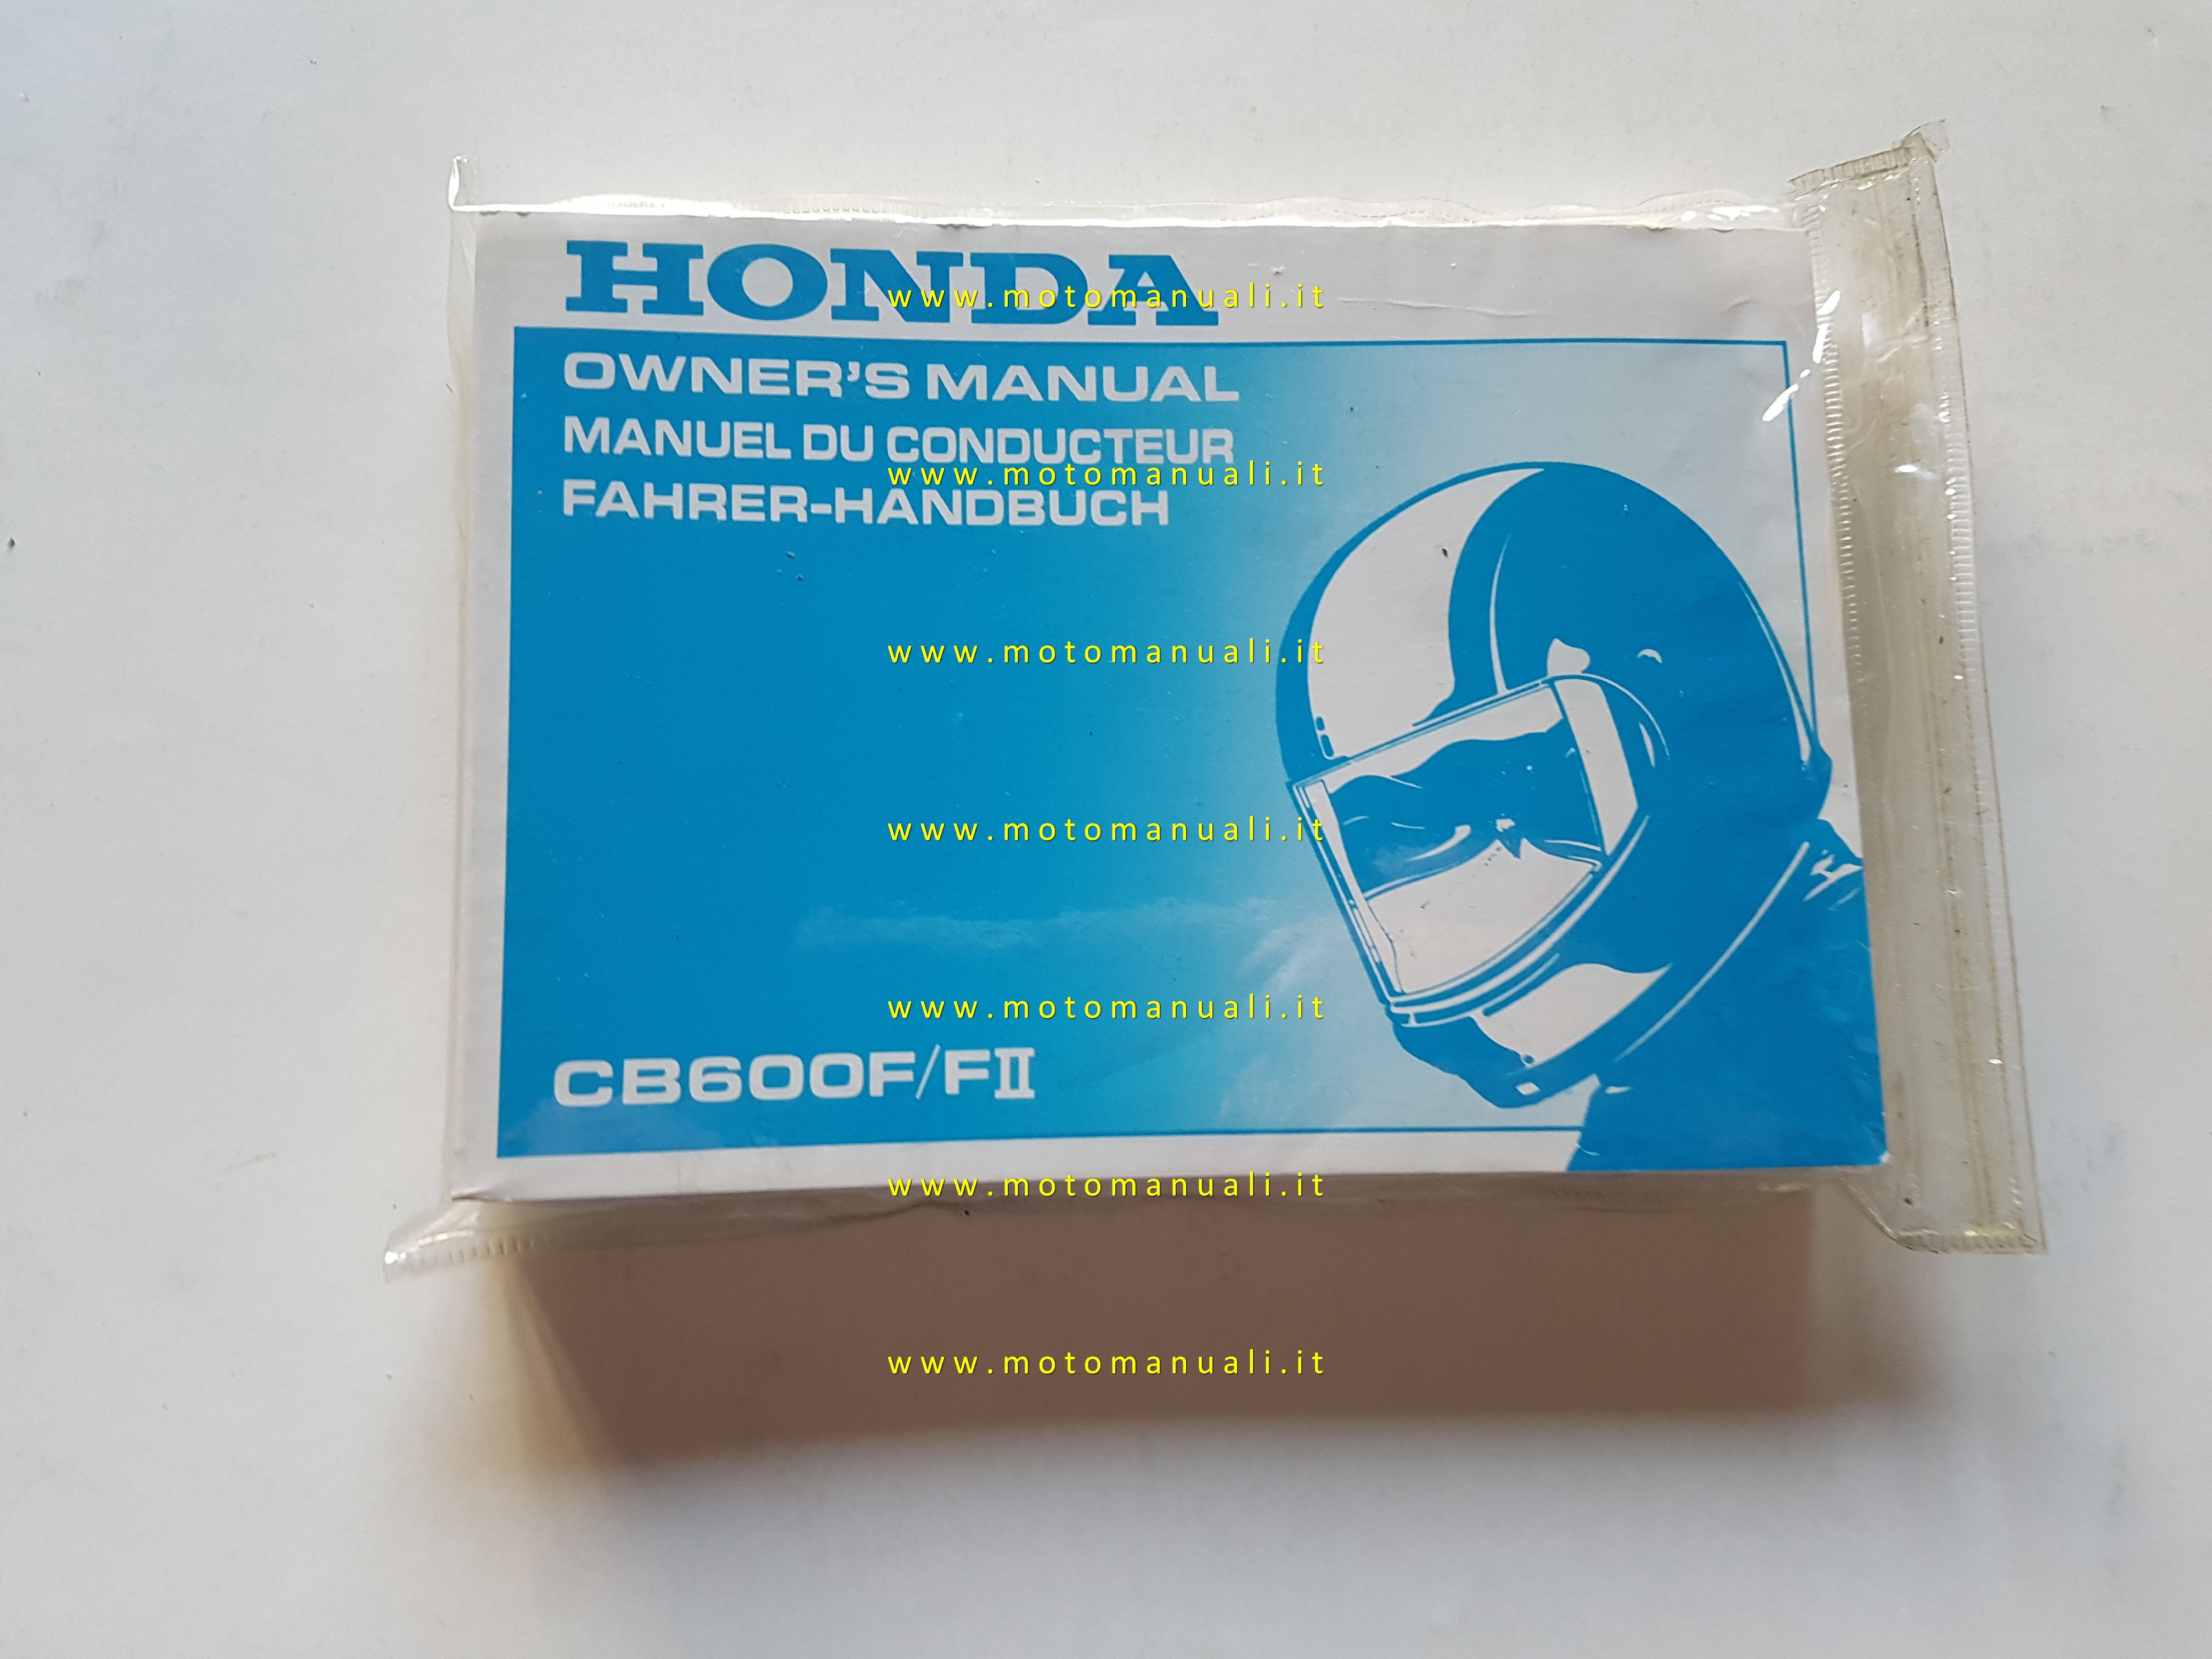 HONDA
www.motomanuali.it
OWNER'S MANUAL
MANUEL DU CONDUCTEUR
www.motomanuali.it
FAHRER-HANDBUCH
www.motomanuali.it
www.motomanuali.it
www.motomanuali.it
CB600F/FII
www.motomanuali.it
www.motomanuali.it